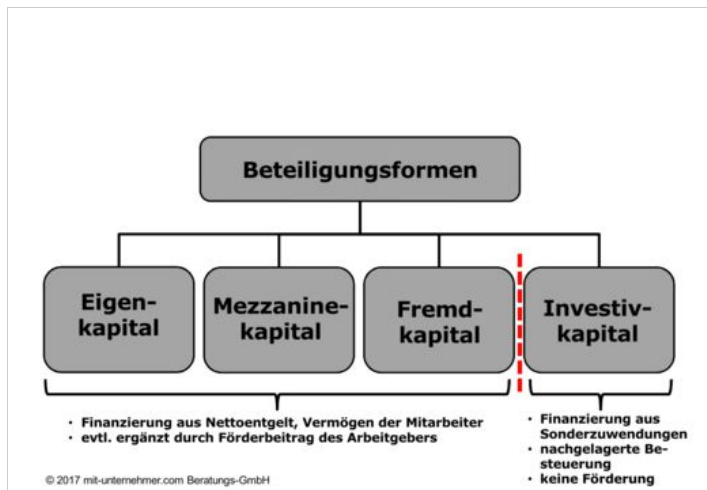 Beteiligungsformen
Eigen-
kapital
Mezzanine-
kapital
Fremd-
kapital
Investiv-
kapital
• Finanzierung aus Nettoentgelt, Vermögen der Mitarbeiter
• evtl. ergänzt durch Förderbeitrag des Arbeitgebers
• Finanzierung aus
Sonderzuwendungen
• nachgelagerte Be-
steuerung
• keine Förderung
© 2017 mit-unternehmer.com Beratungs-GmbH